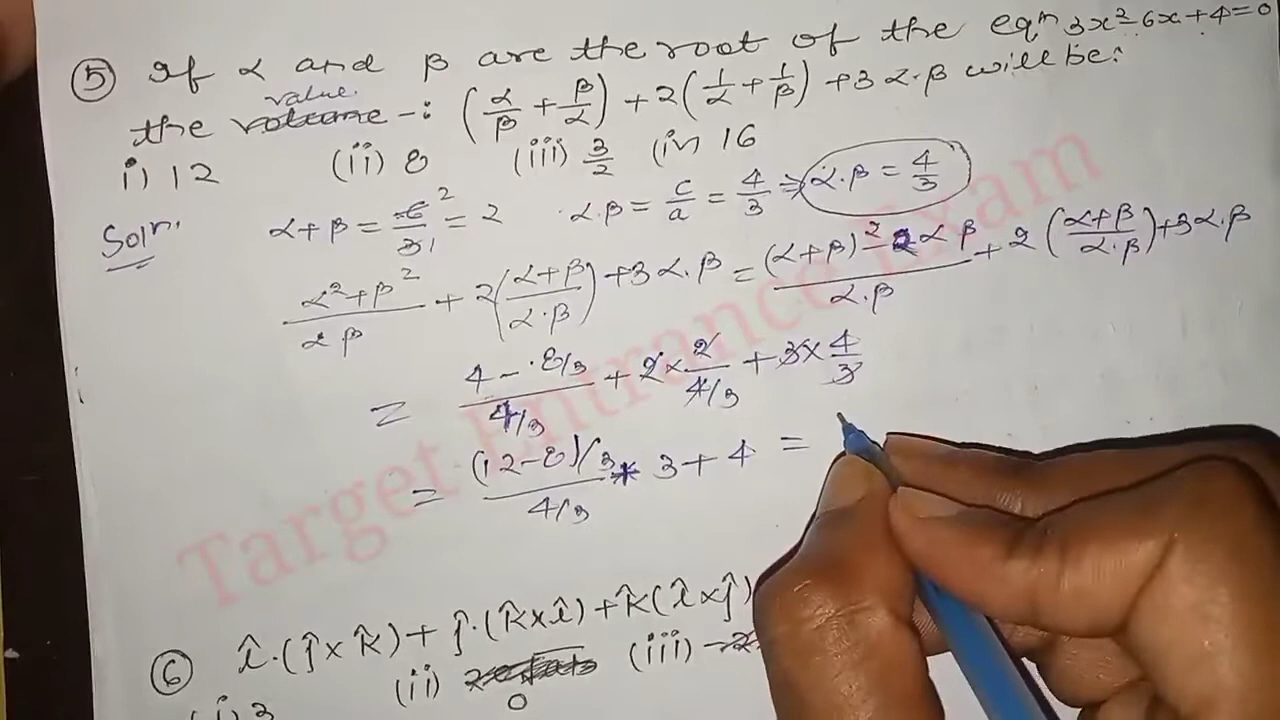 ⑤ If α and β are the root of the eqⁿ 3x²-6x+4=0
the value -: (α/β + β/α) + 2(1/α + 1/β) + 3α.β will be:
i) 12 (ii) 8 (iii) 3/2 (iv) 16
Solⁿ. α+β = 6/3 = 2 α.β = c/a = 4/3 ⇒ α.β = 4/3
α²+β²/αβ + 2(α+β/α.β) + 3α.β = (α+β)²-2αβ/α.β + 2(α+β/α.β) + 3α.β
= 4-8/3/4/3 + 2×2/4/3 + 3×4/3
= (12-8)/3/4/3 + 3+4 =
⑥ î.(ĵ×k̂)+ĵ.(k̂×î)+k̂(î×ĵ)
(i) 3 (ii) 0 (iii)
Target Entrance Exam